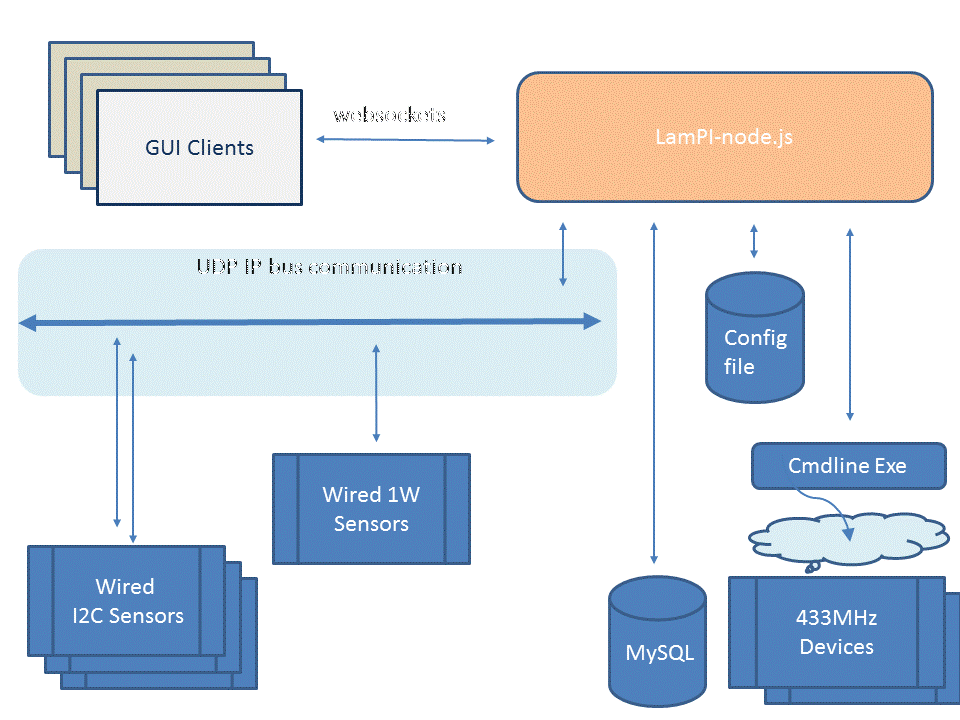 websockets
GUI Clients
LamPI-node.js
UDP IP bus communication
Config
file
Cmdline Exe
Wired 1W
Sensors
Wired
I2C Sensors
MySQL
433MHz
Devices